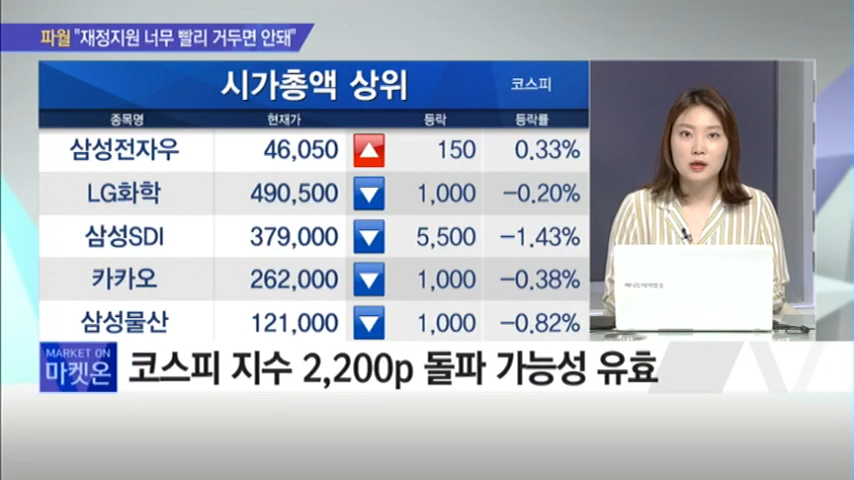 파월 "재정지원 너무 빨리 거두면 안돼"
시가총액 상위 코스피
종목명 현재가 등락 등락률
삼성전자우 46,050 ▲ 150 0.33%
LG화학 490,500 ▼ 1,000 -0.20%
삼성SDI 379,000 ▼ 5,500 -1.43%
카카오 262,000 ▼ 1,000 -0.38%
삼성물산 121,000 ▼ 1,000 -0.82%
MARKET ON
마켓온
코스피 지수 2,200p 돌파 가능성 유효